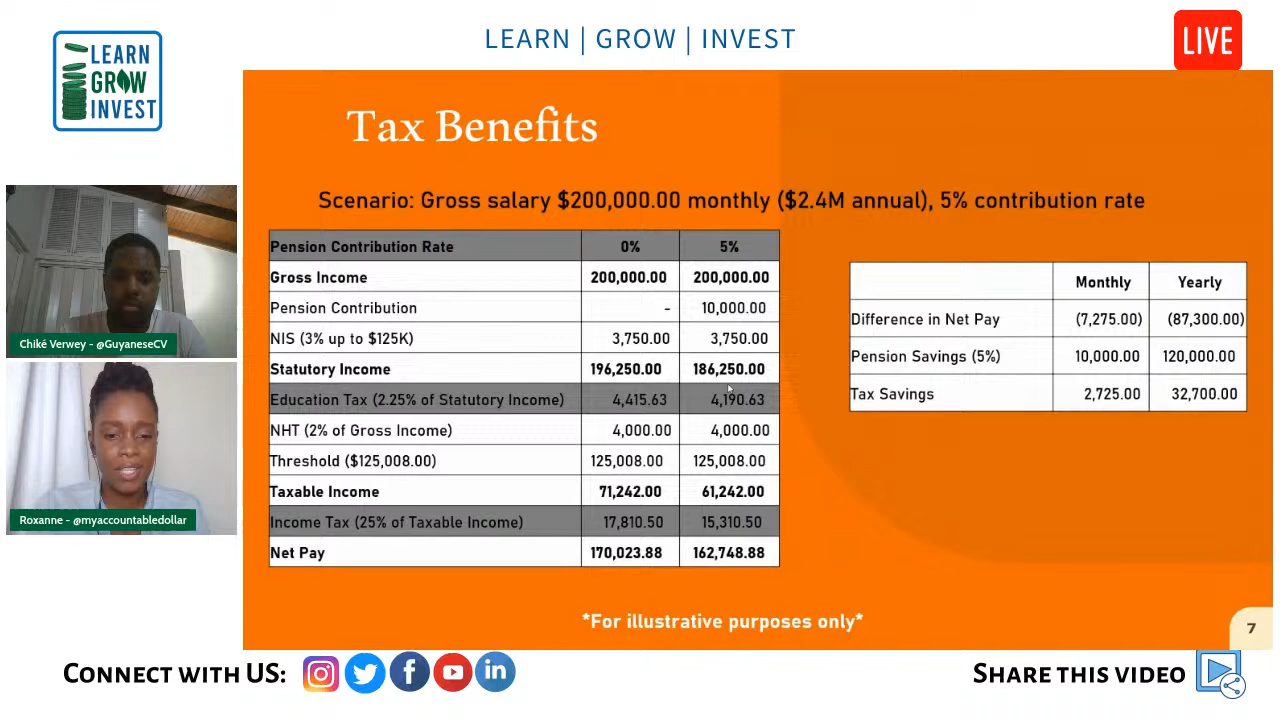 LEARN | GROW | INVEST
LIVE
LEARN
GROW
INVEST
Tax Benefits
Scenario: Gross salary $200,000.00 monthly ($2.4M annual), 5% contribution rate
Pension Contribution Rate 0% 5%
Gross Income 200,000.00 200,000.00
Pension Contribution - 10,000.00
NIS (3% up to $125K) 3,750.00 3,750.00
Statutory Income 196,250.00 186,250.00
Education Tax (2.25% of Statutory Income) 4,415.63 4,190.63
NHT (2% of Gross Income) 4,000.00 4,000.00
Threshold ($125,008.00) 125,008.00 125,008.00
Taxable Income 71,242.00 61,242.00
Income Tax (25% of Taxable Income) 17,810.50 15,310.50
Net Pay 170,023.88 162,748.88
Monthly Yearly
Difference in Net Pay (7,275.00) (87,300.00)
Pension Savings (5%) 10,000.00 120,000.00
Tax Savings 2,725.00 32,700.00
Chiké Verwey - @GuyaneseCV
Roxanne - @myaccountabledollar
*For illustrative purposes only*
7
CONNECT WITH US:
SHARE THIS VIDEO